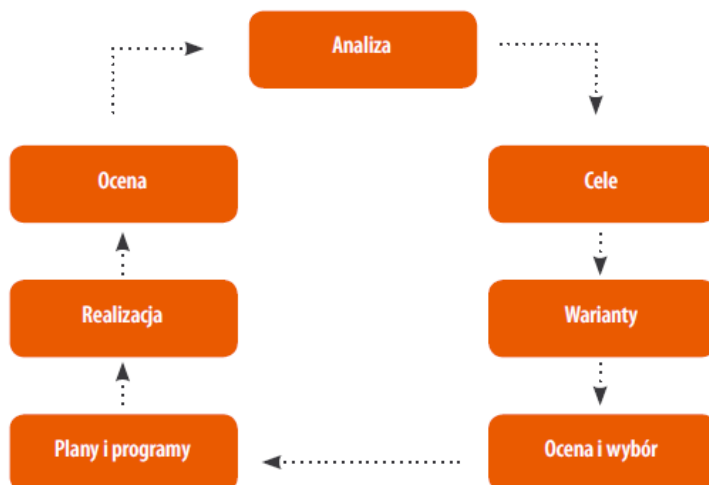 Analiza
Cele
Warianty
Ocena i wybór
Plany i programy
Realizacja
Ocena